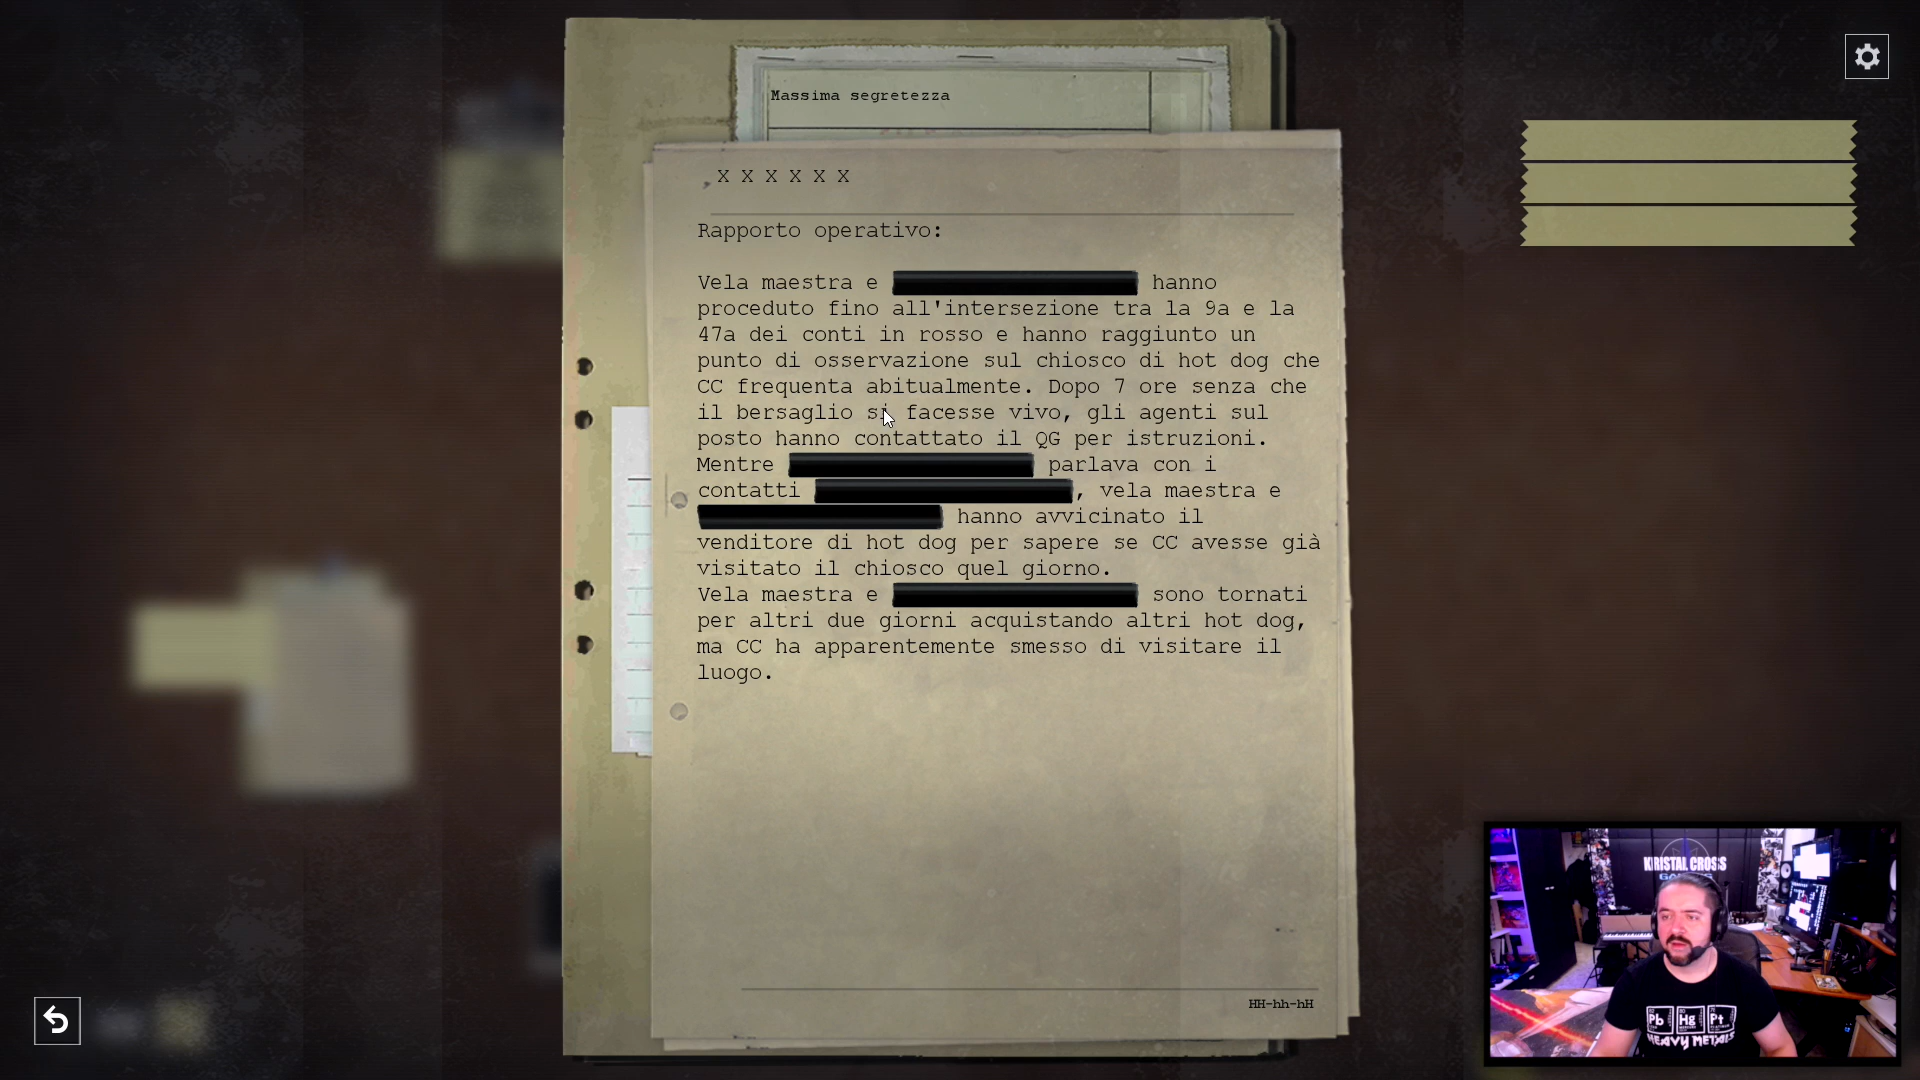 Massima segretezza
X X X X X X
Rapporto operativo:
Vela maestra e hanno
proceduto fino all'intersezione tra la 9a e la
47a dei conti in rosso e hanno raggiunto un
punto di osservazione sul chiosco di hot dog che
CC frequenta abitualmente. Dopo 7 ore senza che
il bersaglio si facesse vivo, gli agenti sul
posto hanno contattato il QG per istruzioni.
Mentre parlava con i
contatti , vela maestra e
hanno avvicinato il
venditore di hot dog per sapere se CC avesse già
visitato il chiosco quel giorno.
Vela maestra e sono tornati
per altri due giorni acquistando altri hot dog,
ma CC ha apparentemente smesso di visitare il
luogo.
HH-hh-hH
KRISTAL CROSS
Pb Hg Pt
HEAVY METALS